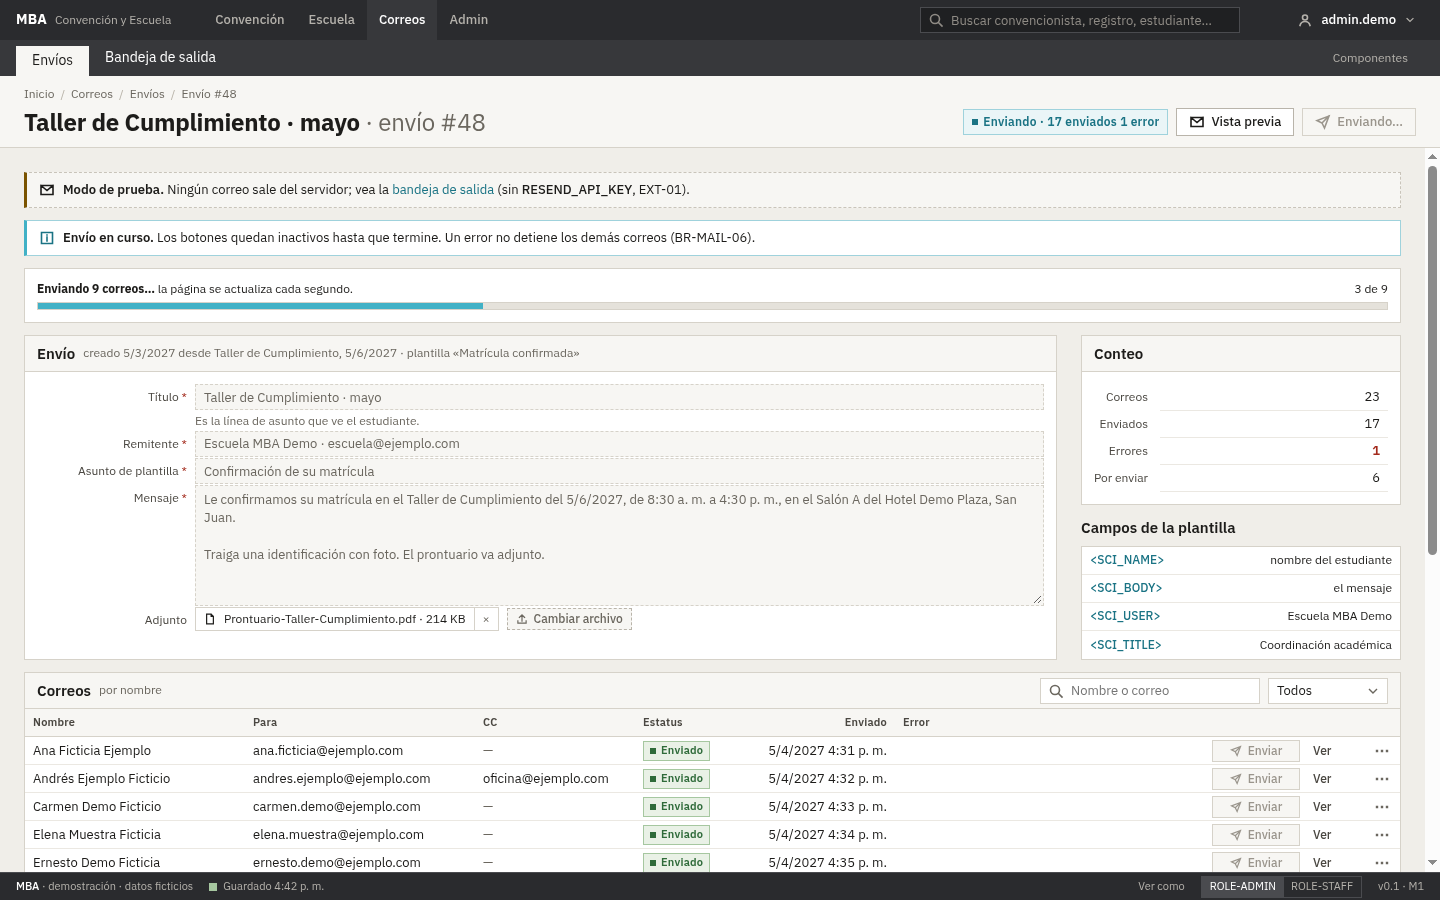 MBA Convención y Escuela Convención Escuela Correos Admin Buscar convencionista, registro, estudiante... admin.demo
Envíos Bandeja de salida Componentes
Inicio / Correos / Envíos / Envío #48
Taller de Cumplimiento · mayo · envío #48 Enviando · 17 enviados 1 error Vista previa Enviando...
Modo de prueba. Ningún correo sale del servidor; vea la bandeja de salida (sin RESEND_API_KEY, EXT-01).
Envío en curso. Los botones quedan inactivos hasta que termine. Un error no detiene los demás correos (BR-MAIL-06).
Enviando 9 correos... la página se actualiza cada segundo. 3 de 9
Envío creado 5/3/2027 desde Taller de Cumplimiento, 5/6/2027 · plantilla «Matrícula confirmada»
Título * Taller de Cumplimiento · mayo
Es la línea de asunto que ve el estudiante.
Remitente * Escuela MBA Demo · escuela@ejemplo.com
Asunto de plantilla * Confirmación de su matrícula
Mensaje * Le confirmamos su matrícula en el Taller de Cumplimiento del 5/6/2027, de 8:30 a. m. a 4:30 p. m., en el Salón A del Hotel Demo Plaza, San
Juan.
Traiga una identificación con foto. El prontuario va adjunto.
Adjunto Prontuario-Taller-Cumplimiento.pdf · 214 KB × Cambiar archivo
Conteo
Correos 23
Enviados 17
Errores 1
Por enviar 6
Campos de la plantilla
<SCI_NAME> nombre del estudiante
<SCI_BODY> el mensaje
<SCI_USER> Escuela MBA Demo
<SCI_TITLE> Coordinación académica
Correos por nombre Nombre o correo Todos
Nombre Para CC Estatus Enviado Error
Ana Ficticia Ejemplo ana.ficticia@ejemplo.com — Enviado 5/4/2027 4:31 p. m. Enviar Ver ...
Andrés Ejemplo Ficticio andres.ejemplo@ejemplo.com oficina@ejemplo.com Enviado 5/4/2027 4:32 p. m. Enviar Ver ...
Carmen Demo Ficticio carmen.demo@ejemplo.com — Enviado 5/4/2027 4:33 p. m. Enviar Ver ...
Elena Muestra Ficticia elena.muestra@ejemplo.com — Enviado 5/4/2027 4:34 p. m. Enviar Ver ...
Ernesto Demo Ficticia ernesto.demo@ejemplo.com — Enviado 5/4/2027 4:35 p. m. Enviar Ver ...
MBA · demostración · datos ficticios Guardado 4:42 p. m. Ver como ROLE-ADMIN ROLE-STAFF v0.1 · M1